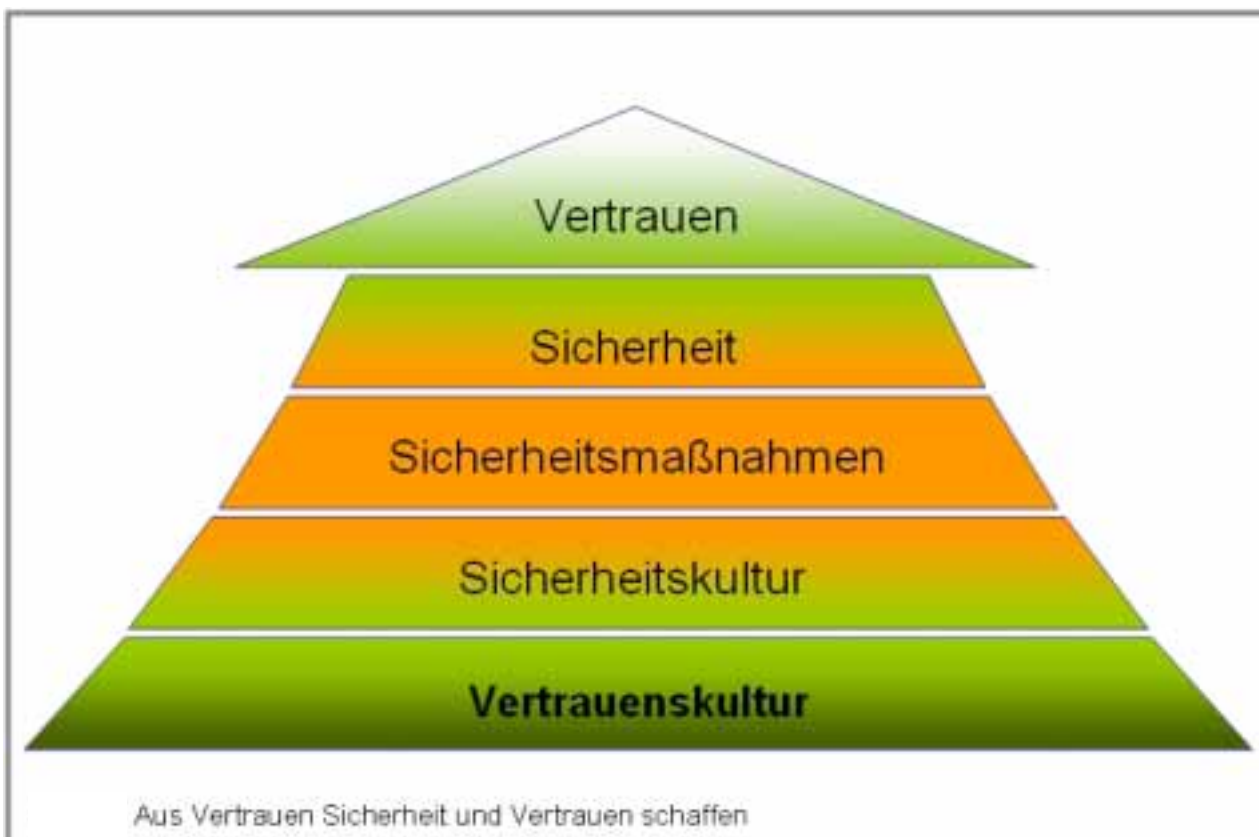 Vertrauen
Sicherheit
Sicherheitsmaßnahmen
Sicherheitskultur
Vertrauenskultur
Aus Vertrauen Sicherheit und Vertrauen schaffen